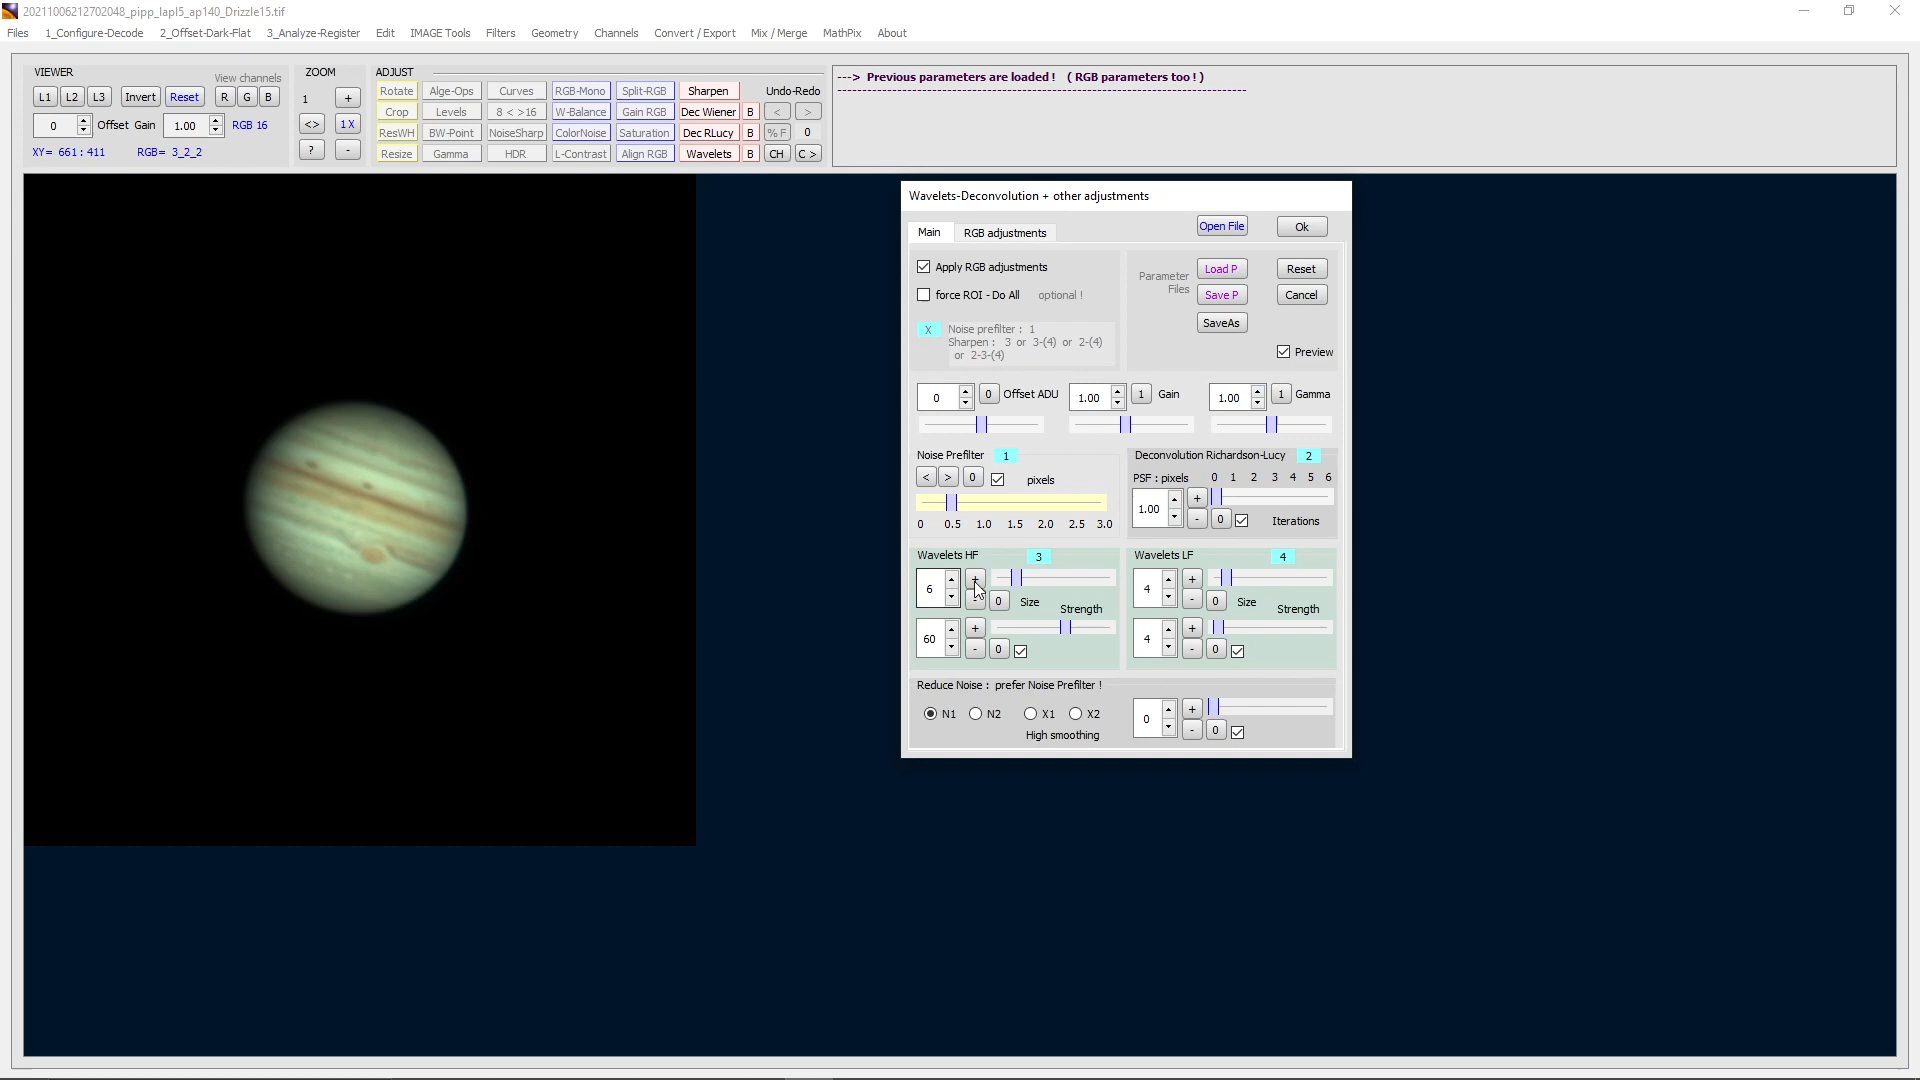 20211006212702048_pipp_lapl5_ap140_Drizzle15.tif
Files 1_Configure-Decode 2_Offset-Dark-Flat 3_Analyze-Register Edit IMAGE Tools Filters Geometry Channels Convert / Export Mix / Merge MathPix About
VIEWER
View channels
L1 L2 L3 Invert Reset R G B
0 Offset Gain 1.00 RGB 16
XY= 661 : 411 RGB= 3_2_2
ZOOM
1 +
<> 1 X
? -
ADJUST Undo-Redo
Rotate Alge-Ops Curves RGB-Mono Split-RGB Sharpen
Crop Levels 8 < >16 W-Balance Gain RGB Dec Wiener B < >
ResWH BW-Point NoiseSharp ColorNoise Saturation Dec RLucy B % F 0
Resize Gamma HDR L-Contrast Align RGB Wavelets B CH C >
---> Previous parameters are loaded ! ( RGB parameters too ! )
Wavelets-Deconvolution + other adjustments
Main RGB adjustments Open File Ok
Apply RGB adjustments
force ROI - Do All optional !
Parameter Files
Load P Reset
Save P Cancel
SaveAs
Preview
X Noise prefilter : 1
Sharpen : 3 or 3-(4) or 2-(4)
or 2-3-(4)
0 0 Offset ADU 1.00 1 Gain 1.00 1 Gamma
Noise Prefilter 1
< > 0 pixels
0 0.5 1.0 1.5 2.0 2.5 3.0
Deconvolution Richardson-Lucy 2
PSF : pixels 0 1 2 3 4 5 6
1.00 + - 0 Iterations
Wavelets HF 3
6 + - 0 Size Strength
60 + - 0
Wavelets LF 4
4 + - 0 Size Strength
4 + - 0
Reduce Noise : prefer Noise Prefilter !
N1 N2 X1 X2
High smoothing
0 + - 0